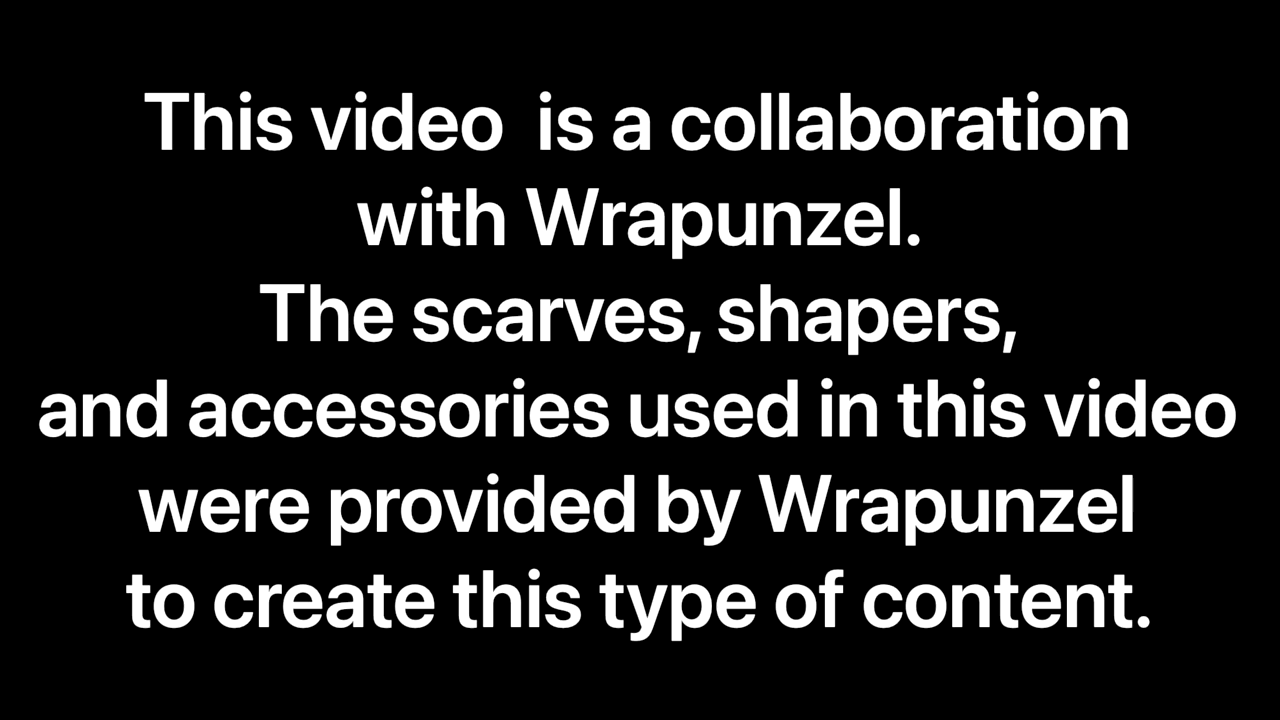 This video  is a collaboration
with Wrapunzel.
The scarves, shapers,
and accessories used in this video
were provided by Wrapunzel
to create this type of content.